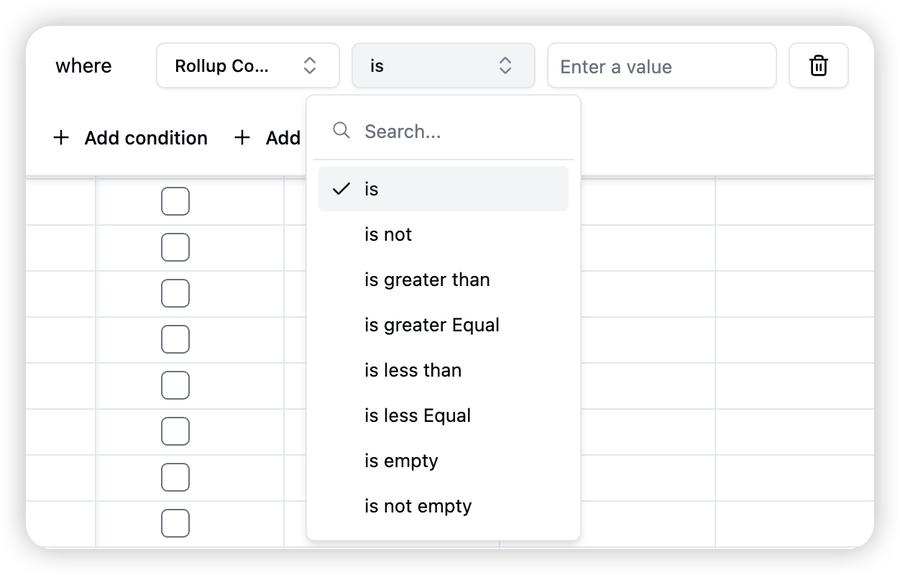 where Rollup Co... is Enter a value
Add condition Add
Search...
is
is not
is greater than
is greater Equal
is less than
is less Equal
is empty
is not empty